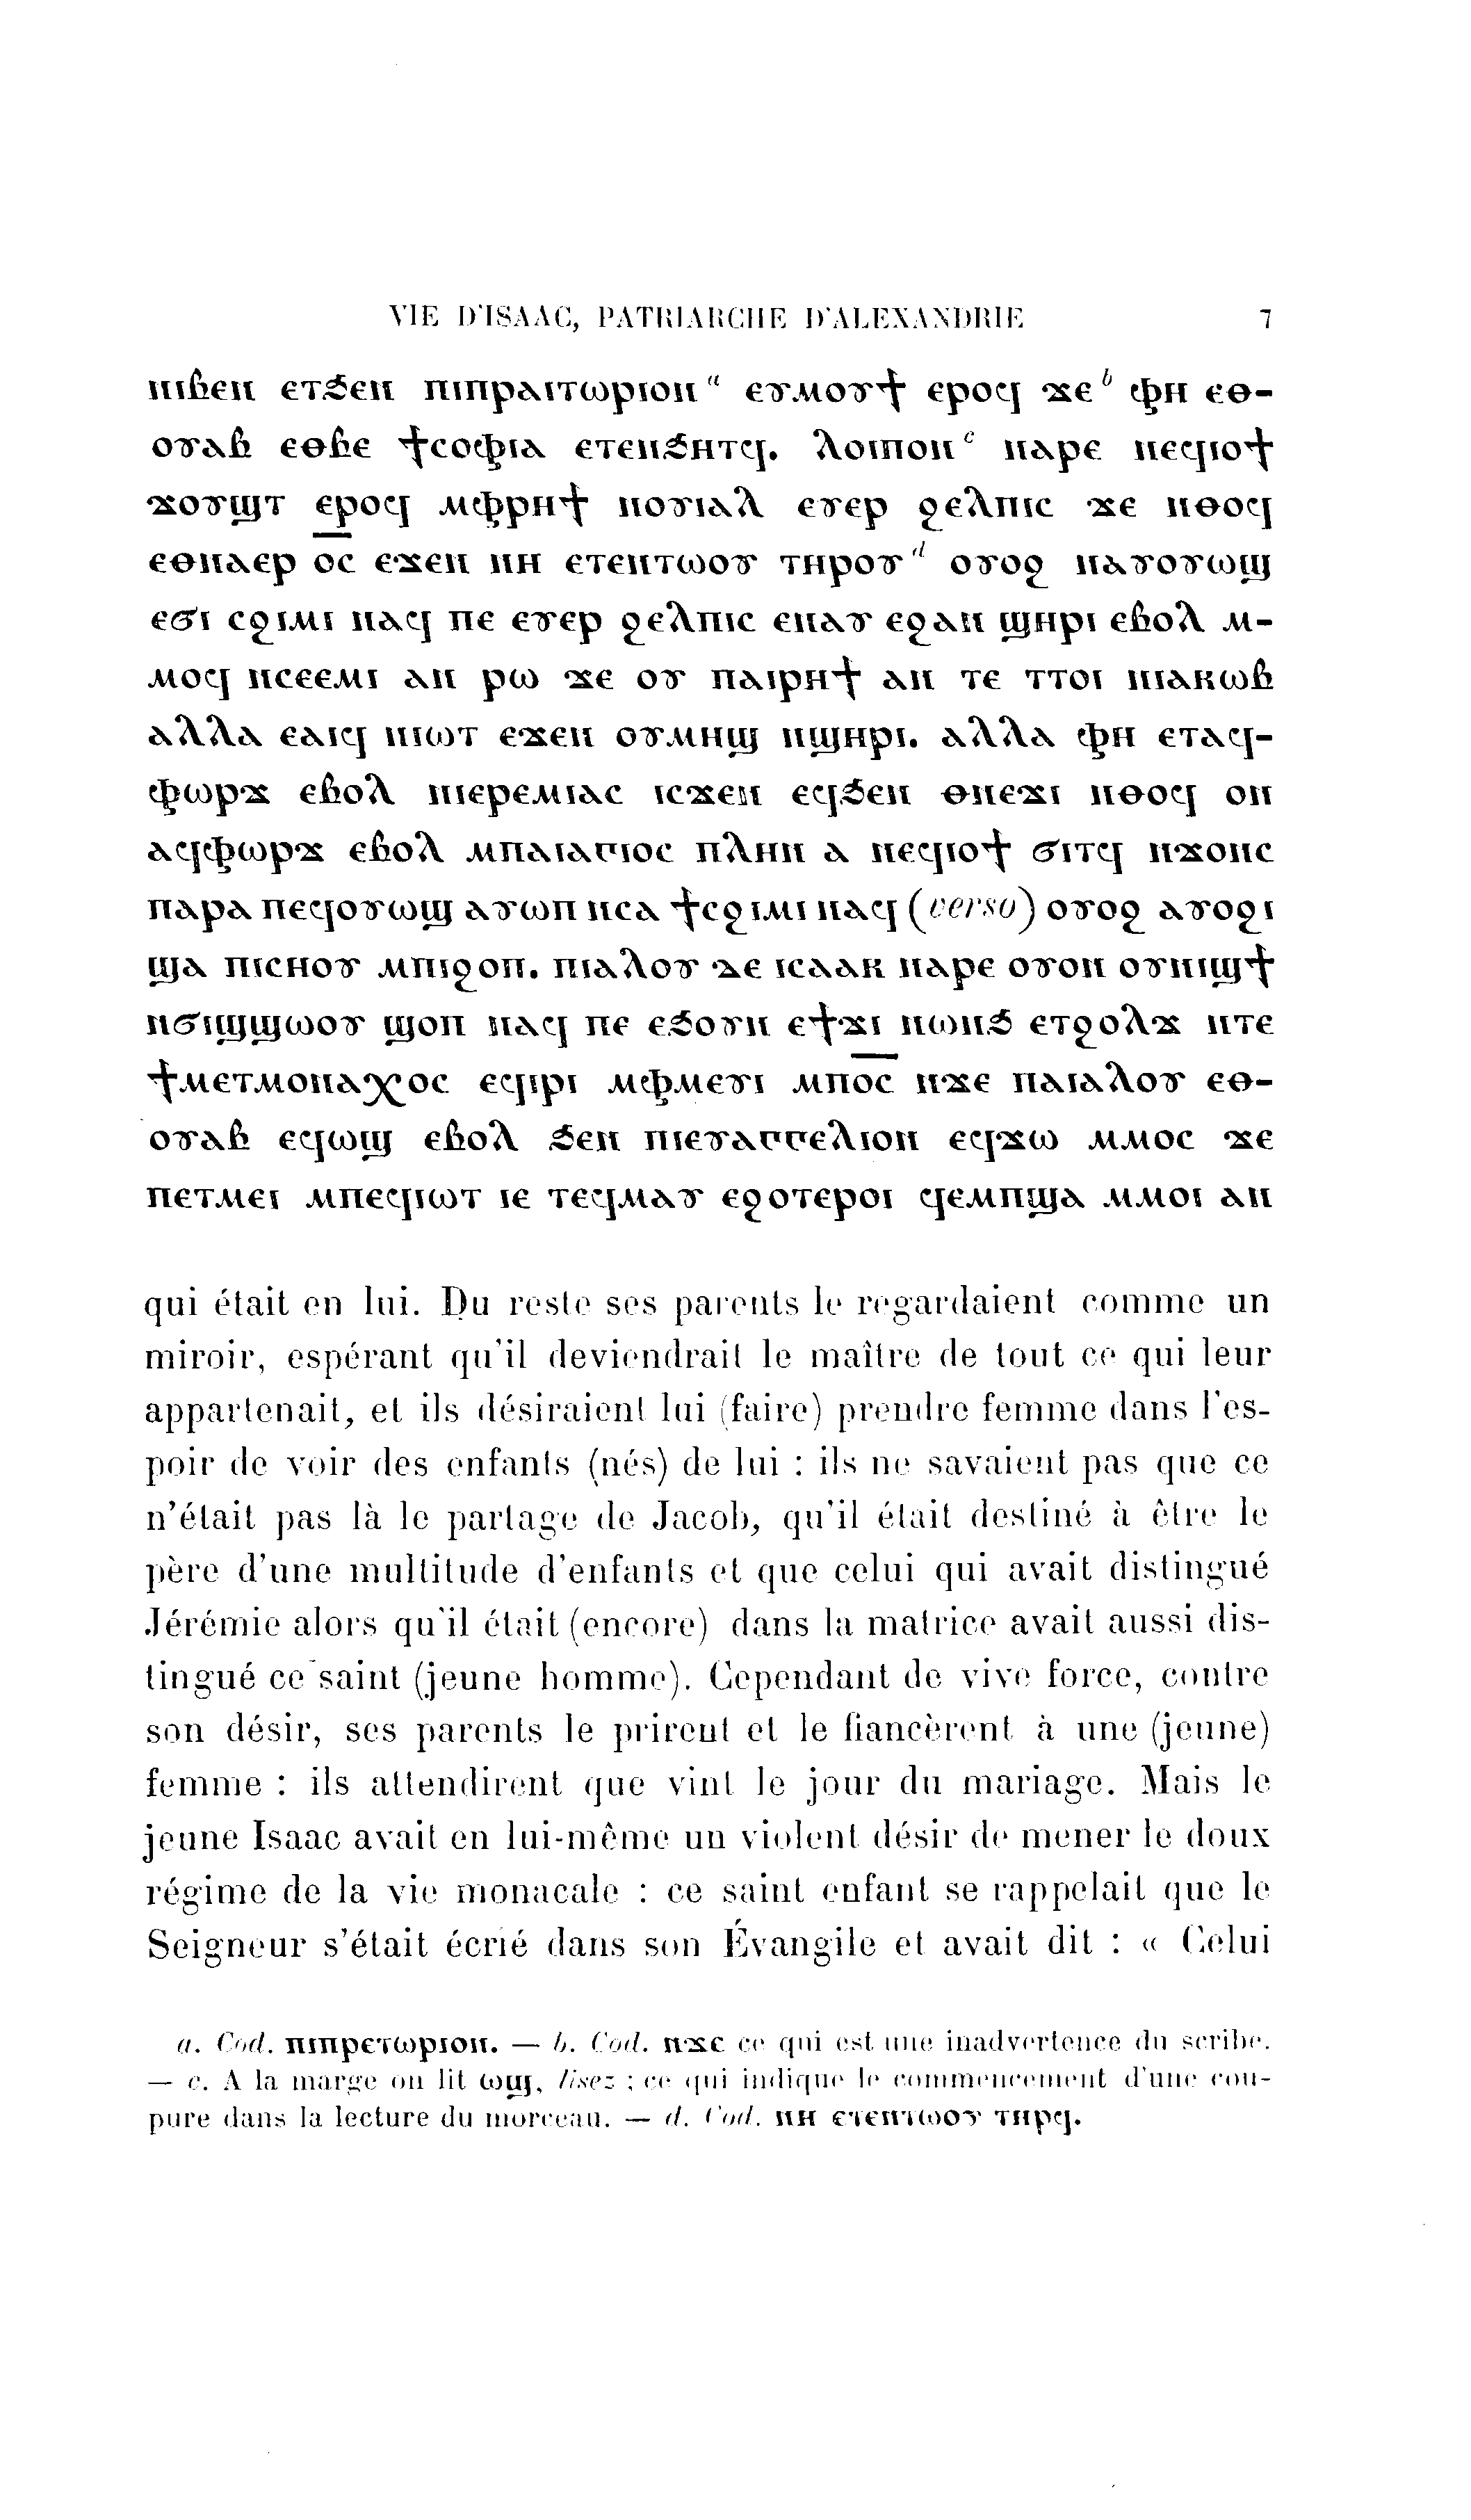 VIE D'ISAAC, PATRIARCHE D'ALEXANDRIE 7
ⲛⲓⲃⲉⲛ ⲉⲧϧⲉⲛ ⲡⲓⲡⲣⲁⲓⲧⲱⲣⲓⲟⲛ a ⲉⲩⲙⲟⲩϯ ⲉⲣⲟϥ ϫⲉ b ⲫⲏ ⲉⲑ-
ⲟⲩⲁⲃ ⲉⲑⲃⲉ ϯⲥⲟⲫⲓⲁ ⲉⲧⲉⲛϧⲏⲧϥ. ⲗⲟⲓⲡⲟⲛ c ⲛⲁⲣⲉ ⲛⲉϥⲓⲟϯ
ϫⲟⲩϣⲧ ⲉⲣⲟϥ ⲙⲫⲣⲏϯ ⲛⲟⲩⲓⲁⲗ ⲉⲩⲉⲣ ϩⲉⲗⲡⲓⲥ ϫⲉ ⲛⲑⲟϥ
ⲉⲑⲛⲁⲉⲣ ⲟ̅ⲥ̅ ⲉϫⲉⲛ ⲛⲏ ⲉⲧⲉⲛⲧⲱⲟⲩ ⲧⲏⲣⲟⲩ d ⲟⲩⲟϩ ⲛⲁⲩⲟⲩⲱϣ
ⲉϭⲓ ⲥϩⲓⲙⲓ ⲛⲁϥ ⲡⲉ ⲉⲩⲉⲣ ϩⲉⲗⲡⲓⲥ ⲉⲛⲁⲩ ⲉϩⲁⲛ ϣⲏⲣⲓ ⲉⲃⲟⲗ ⲙ-
ⲙⲟϥ ⲛⲥⲉⲉⲙⲓ ⲁⲛ ⲣⲱ ϫⲉ ⲟⲩ ⲡⲁⲓⲣⲏϯ ⲁⲛ ⲧⲉ ⲧⲧⲟⲓ ⲛⲓⲁⲕⲱⲃ
ⲁⲗⲗⲁ ⲉⲁⲓϥ ⲛⲓⲱⲧ ⲉϫⲉⲛ ⲟⲩⲙⲏϣ ⲛϣⲏⲣⲓ. ⲁⲗⲗⲁ ⲫⲏ ⲉⲧⲁϥ-
ⲫⲱⲣϫ ⲉⲃⲟⲗ ⲛⲓⲉⲣⲉⲙⲓⲁⲥ ⲓⲥϫⲉⲛ ⲉϥϧⲉⲛ ⲑⲛⲉϫⲓ ⲛⲑⲟϥ ⲟⲛ
ⲁϥⲫⲱⲣϫ ⲉⲃⲟⲗ ⲙⲡⲁⲓⲁⲅⲓⲟⲥ ⲡⲗⲏⲛ ⲁ ⲛⲉϥⲓⲟϯ ϭⲓⲧϥ ⲛϫⲟⲛⲥ
ⲡⲁⲣⲁ ⲡⲉϥⲟⲩⲱϣ ⲁⲩⲱⲡ ⲛⲥⲁ ϯⲥϩⲓⲙⲓ ⲛⲁϥ (verso) ⲟⲩⲟϩ ⲁⲩⲟϩⲓ
ϣⲁ ⲡⲓⲥⲏⲟⲩ ⲙⲡⲓϩⲟⲡ. ⲡⲓⲁⲗⲟⲩ ⲇⲉ ⲓⲥⲁⲁⲕ ⲛⲁⲣⲉ ⲟⲩⲟⲛ ⲟⲩⲛⲓϣϯ
ⲛϭⲓϣϣⲱⲟⲩ ϣⲟⲡ ⲛⲁϥ ⲡⲉ ⲉϧⲟⲩⲛ ⲉϯϫⲓ ⲛⲱⲛϧ ⲉⲧϩⲟⲗϫ ⲛⲧⲉ
ϯⲙⲉⲧⲙⲟⲛⲁⲭⲟⲥ ⲉϥⲓⲣⲓ ⲙⲫⲙⲉⲩⲓ ⲙⲡⲟ̅ⲥ̅ ⲛϫⲉ ⲡⲁⲓⲁⲗⲟⲩ ⲉⲑ-
ⲟⲩⲁⲃ ⲉϥⲱϣ ⲉⲃⲟⲗ ϧⲉⲛ ⲡⲓⲉⲩⲁⲅⲅⲉⲗⲓⲟⲛ ⲉϥϫⲱ ⲙⲙⲟⲥ ϫⲉ
ⲡⲉⲧⲙⲉⲓ ⲙⲡⲉϥⲓⲱⲧ ⲓⲉ ⲧⲉϥⲙⲁⲩ ⲉϩⲟⲧⲉⲣⲟⲓ ϥⲉⲙⲡϣⲁ ⲙⲙⲟⲓ ⲁⲛ
qui était en lui. Du reste ses parents le regardaient comme un
miroir, espérant qu'il deviendrait le maître de tout ce qui leur
appartenait, et ils désiraient lui (faire) prendre femme dans l'es-
poir de voir des enfants (nés) de lui : ils ne savaient pas que ce
n'était pas là le partage de Jacob, qu'il était destiné à être le
père d'une multitude d'enfants et que celui qui avait distingué
Jérémie alors qu'il était (encore) dans la matrice avait aussi dis-
tingué ce saint (jeune homme). Cependant de vive force, contre
son désir, ses parents le prirent et le fiancèrent à une (jeune)
femme : ils attendirent que vint le jour du mariage. Mais le
jeune Isaac avait en lui-même un violent désir de mener le doux
régime de la vie monacale : ce saint enfant se rappelait que le
Seigneur s'était écrié dans son Évangile et avait dit : « Celui
a. Cod. ⲡⲓⲡⲣⲉⲧⲱⲣⲓⲟⲛ. — b. Cod. ⲛϫⲉ ce qui est une inadvertence du scribe.
— c. A la marge on lit ⲱϣ, lisez ; ce qui indique le commencement d'une cou-
pure dans la lecture du morceau. — d. Cod. ⲛⲏ ⲉⲧⲉⲛⲧⲱⲟⲩ ⲧⲏⲣϥ.